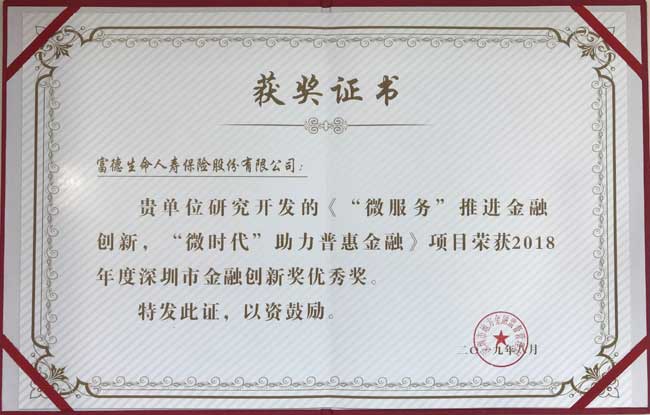 获奖证书
富德生命人寿保险股份有限公司：
贵单位研究开发的《“微服务”推进金融
创新，“微时代”助力普惠金融》项目荣获2018
年度深圳市金融创新奖优秀奖。
特发此证，以资鼓励。
二〇一九年八月